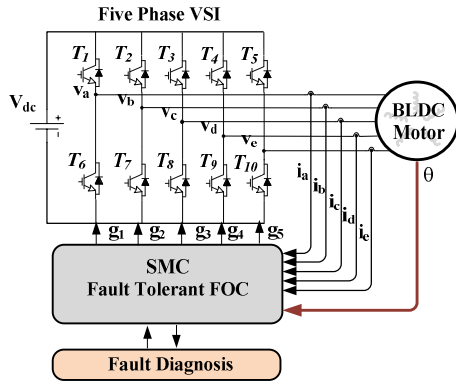 Five Phase VSI
T1 T2 T3 T4 T5
Vdc
+
-
va
vb
vc
vd
ve
BLDC
Motor
θ
T6 T7 T8 T9 T10
ia
ib
ic
id
ie
g1 g2 g3 g4 g5
SMC
Fault Tolerant FOC
Fault Diagnosis